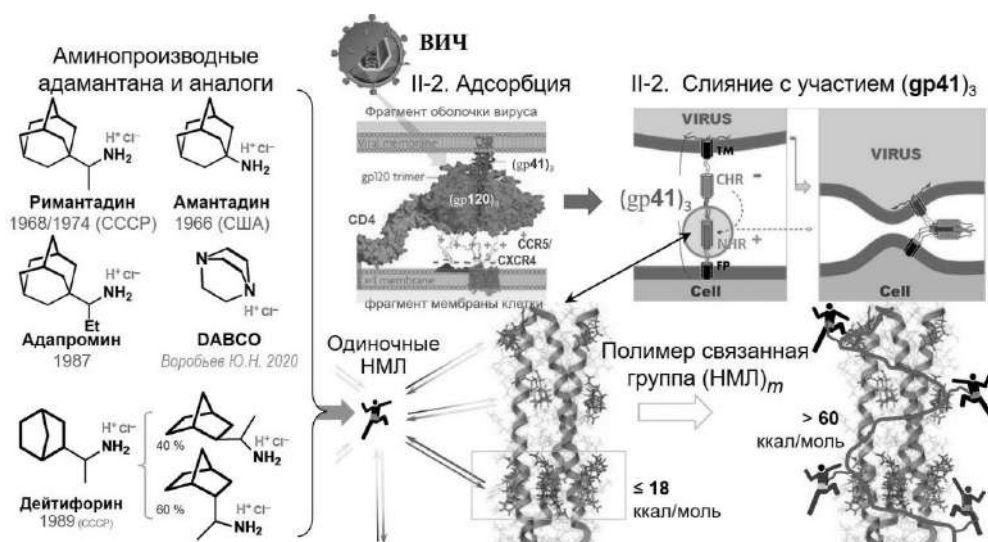 Аминопроизводные
адамантана и аналоги
H⁺ Cl⁻
NH₂
Римантадин
1968/1974 (СССР)
H⁺ Cl⁻
NH₂
Амантадин
1966 (США)
H⁺ Cl⁻
NH₂
Et
Адапромин
1987
N
N
H⁺ Cl⁻
DABCO
Воробьев Ю.Н. 2020
H⁺ Cl⁻
NH₂
Дейтифорин
1989 (СССР)
40 %
H⁺ Cl⁻
NH₂
60 %
H⁺ Cl⁻
NH₂
ВИЧ
II-2. Адсорбция
Фрагмент оболочки вируса
Viral membrane
(gp41)₃
gp120 trimer
(gp120)₃
CD4
CCR5/
CXCR4
Cell membrane
фрагмент мембраны клетки
II-2. Слияние с участием (gp41)₃
VIRUS
TM
CHR −
(gp41)₃
NHR +
FP
Cell
VIRUS
Cell
Одиночные
НМЛ
≤ 18
ккал/моль
Полимер связанная
группа (НМЛ)m
> 60
ккал/моль